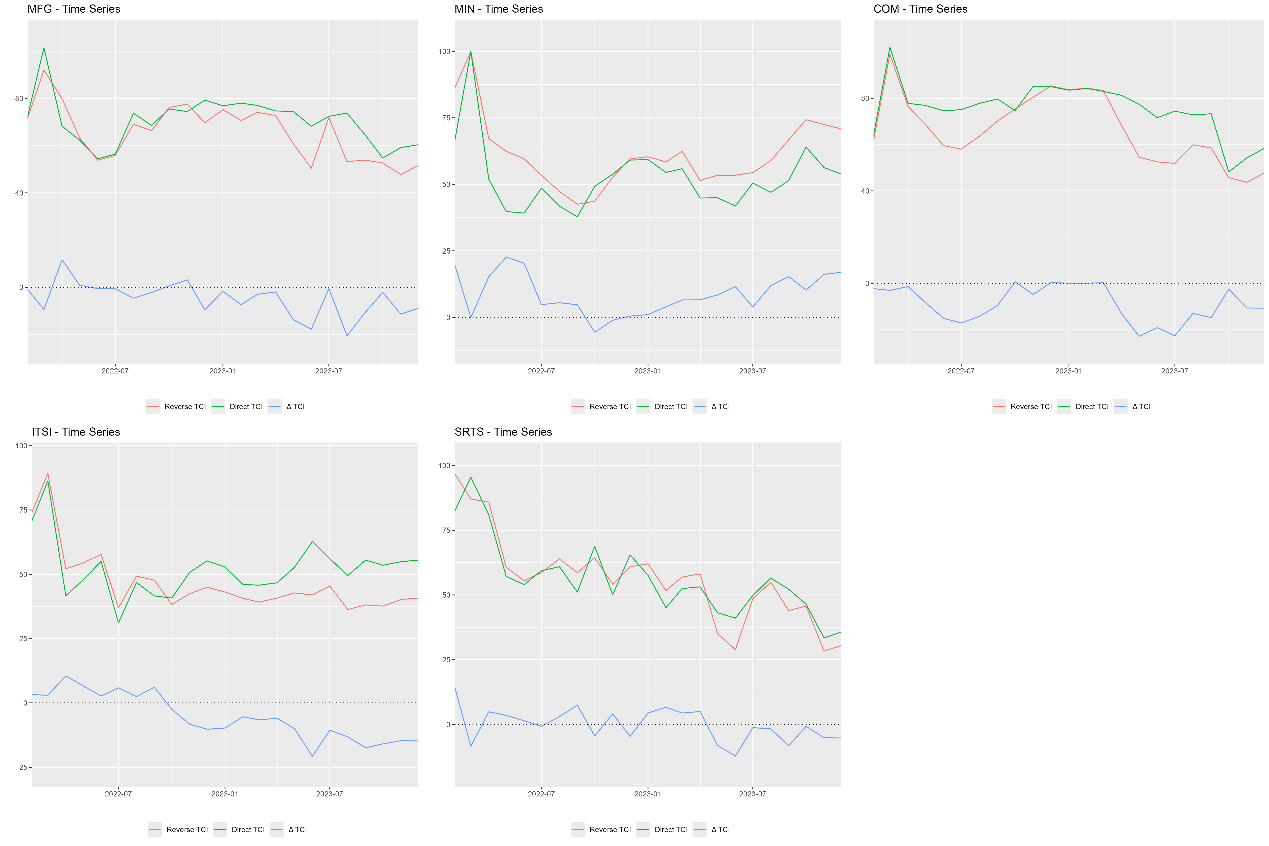 MFG - Time Series
80
40
0
2022-07 2023-01 2023-07
Reverse TCI Direct TCI Δ TCI
MIN - Time Series
100
75
50
25
0
2022-07 2023-01 2023-07
Reverse TCI Direct TCI Δ TCI
COM - Time Series
80
40
0
2022-07 2023-01 2023-07
Reverse TCI Direct TCI Δ TCI
ITSI - Time Series
100
75
50
25
0
25
2022-07 2023-01 2023-07
Reverse TCI Direct TCI Δ TCI
SRTS - Time Series
100
75
50
25
0
2022-07 2023-01 2023-07
Reverse TCI Direct TCI Δ TCI